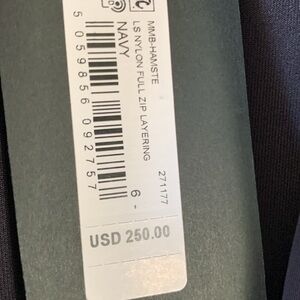 MMB-HAMSTE
271177
LS NYLON FULL ZIP LAYERING
NAVY
6 -
5 059856 092757
USD 250.00